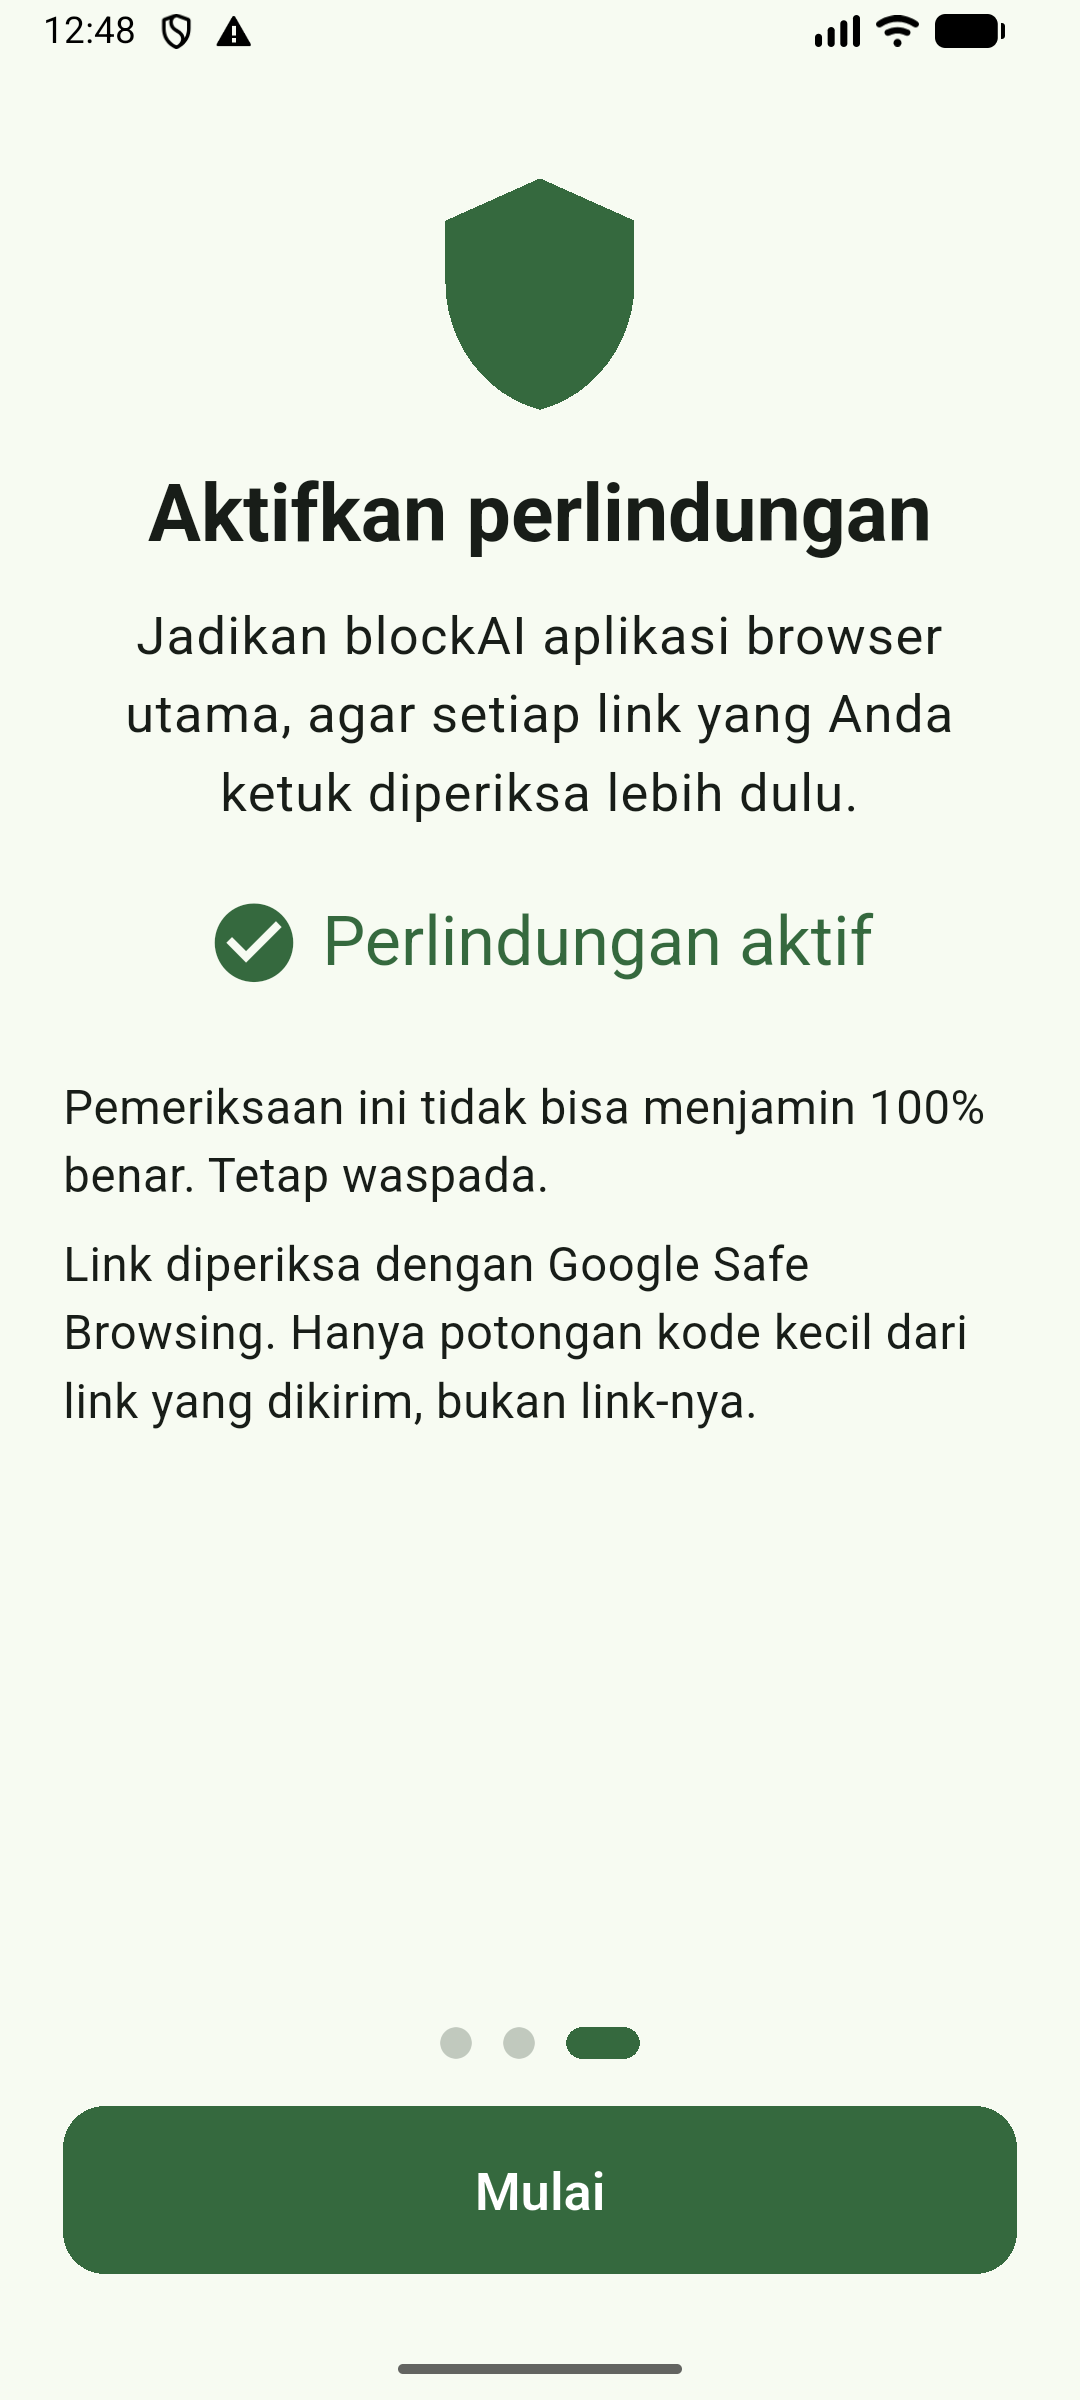 12:48
Aktifkan perlindungan
Jadikan blockAI aplikasi browser
utama, agar setiap link yang Anda
ketuk diperiksa lebih dulu.
Perlindungan aktif
Pemeriksaan ini tidak bisa menjamin 100%
benar. Tetap waspada.
Link diperiksa dengan Google Safe
Browsing. Hanya potongan kode kecil dari
link yang dikirim, bukan link-nya.
Mulai